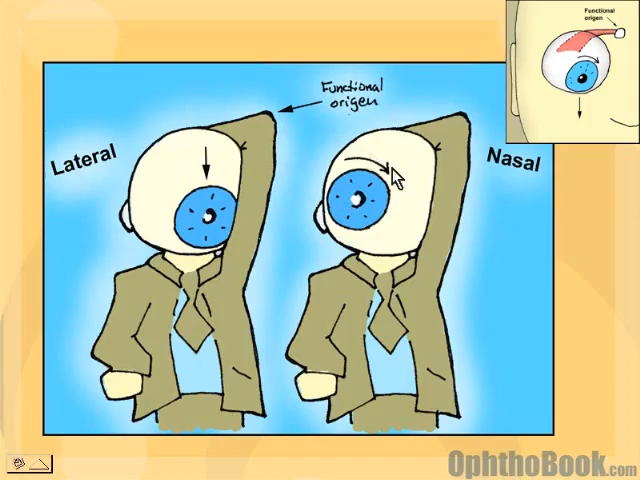 Functional
origen
Functional
origen
Lateral
Nasal
OphthoBook.com